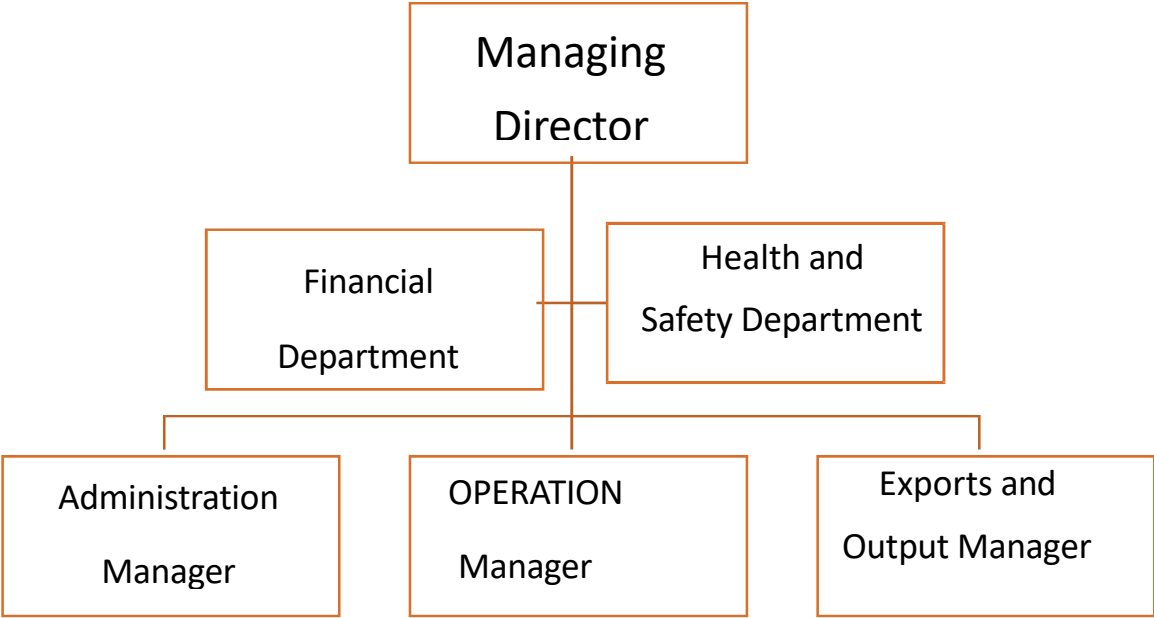 Managing
Director
Financial
Department
Health and
Safety Department
Administration
Manager
OPERATION
Manager
Exports and
Output Manager